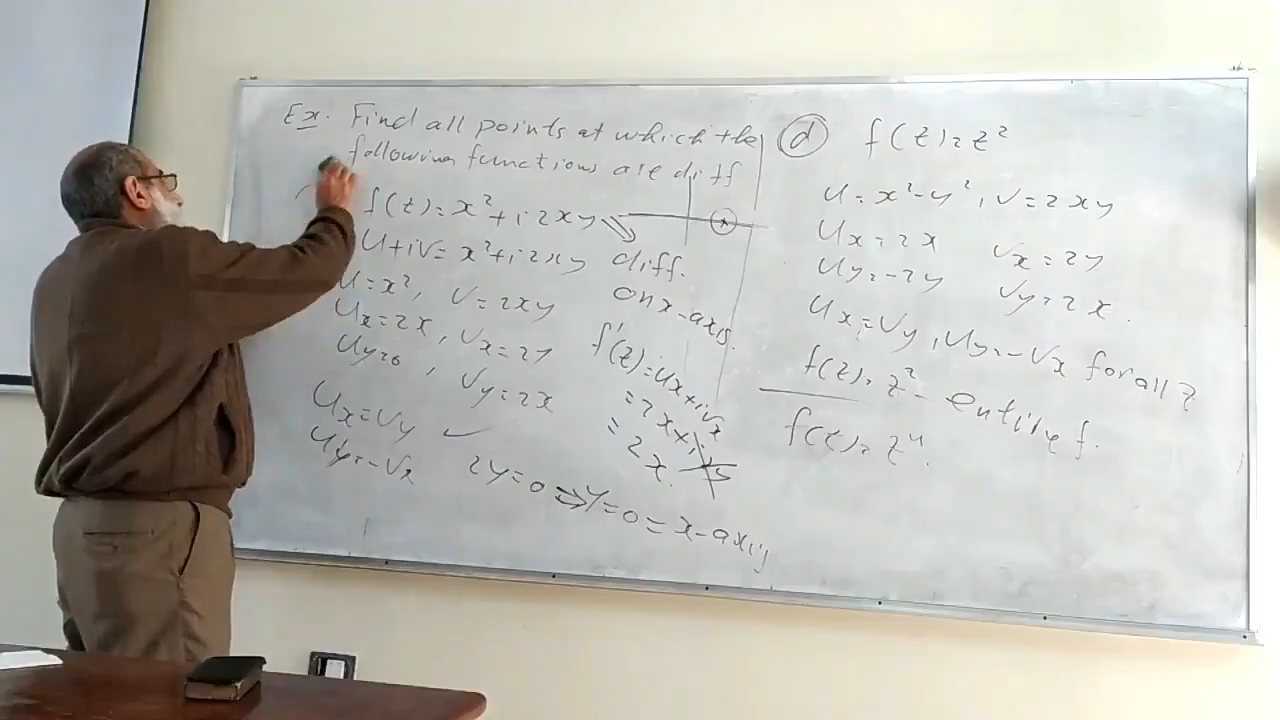 Ex. Find all points at which the
following functions are diff
f(z)=x²+i2xy
U+iV=x²+i2xy
U=x², V=2xy
Ux=2x, Vx=2y
Uy=0, Vy=2x
Ux=Vy ✓
Uy=-Vx
2y=0 ⇒ y=0 = x-axis
⇒ diff.
on x-axis.
f'(z)=Ux+iVx
=2x+i2y
=2x.
(d) f(z)=z²
U=x²-y², V=2xy
Ux=2x Vx=2y
Uy=-2y Vy=2x.
Ux=Vy, Uy=-Vx for all z
f(z)=z² - entire f.
f(z)=z⁴.